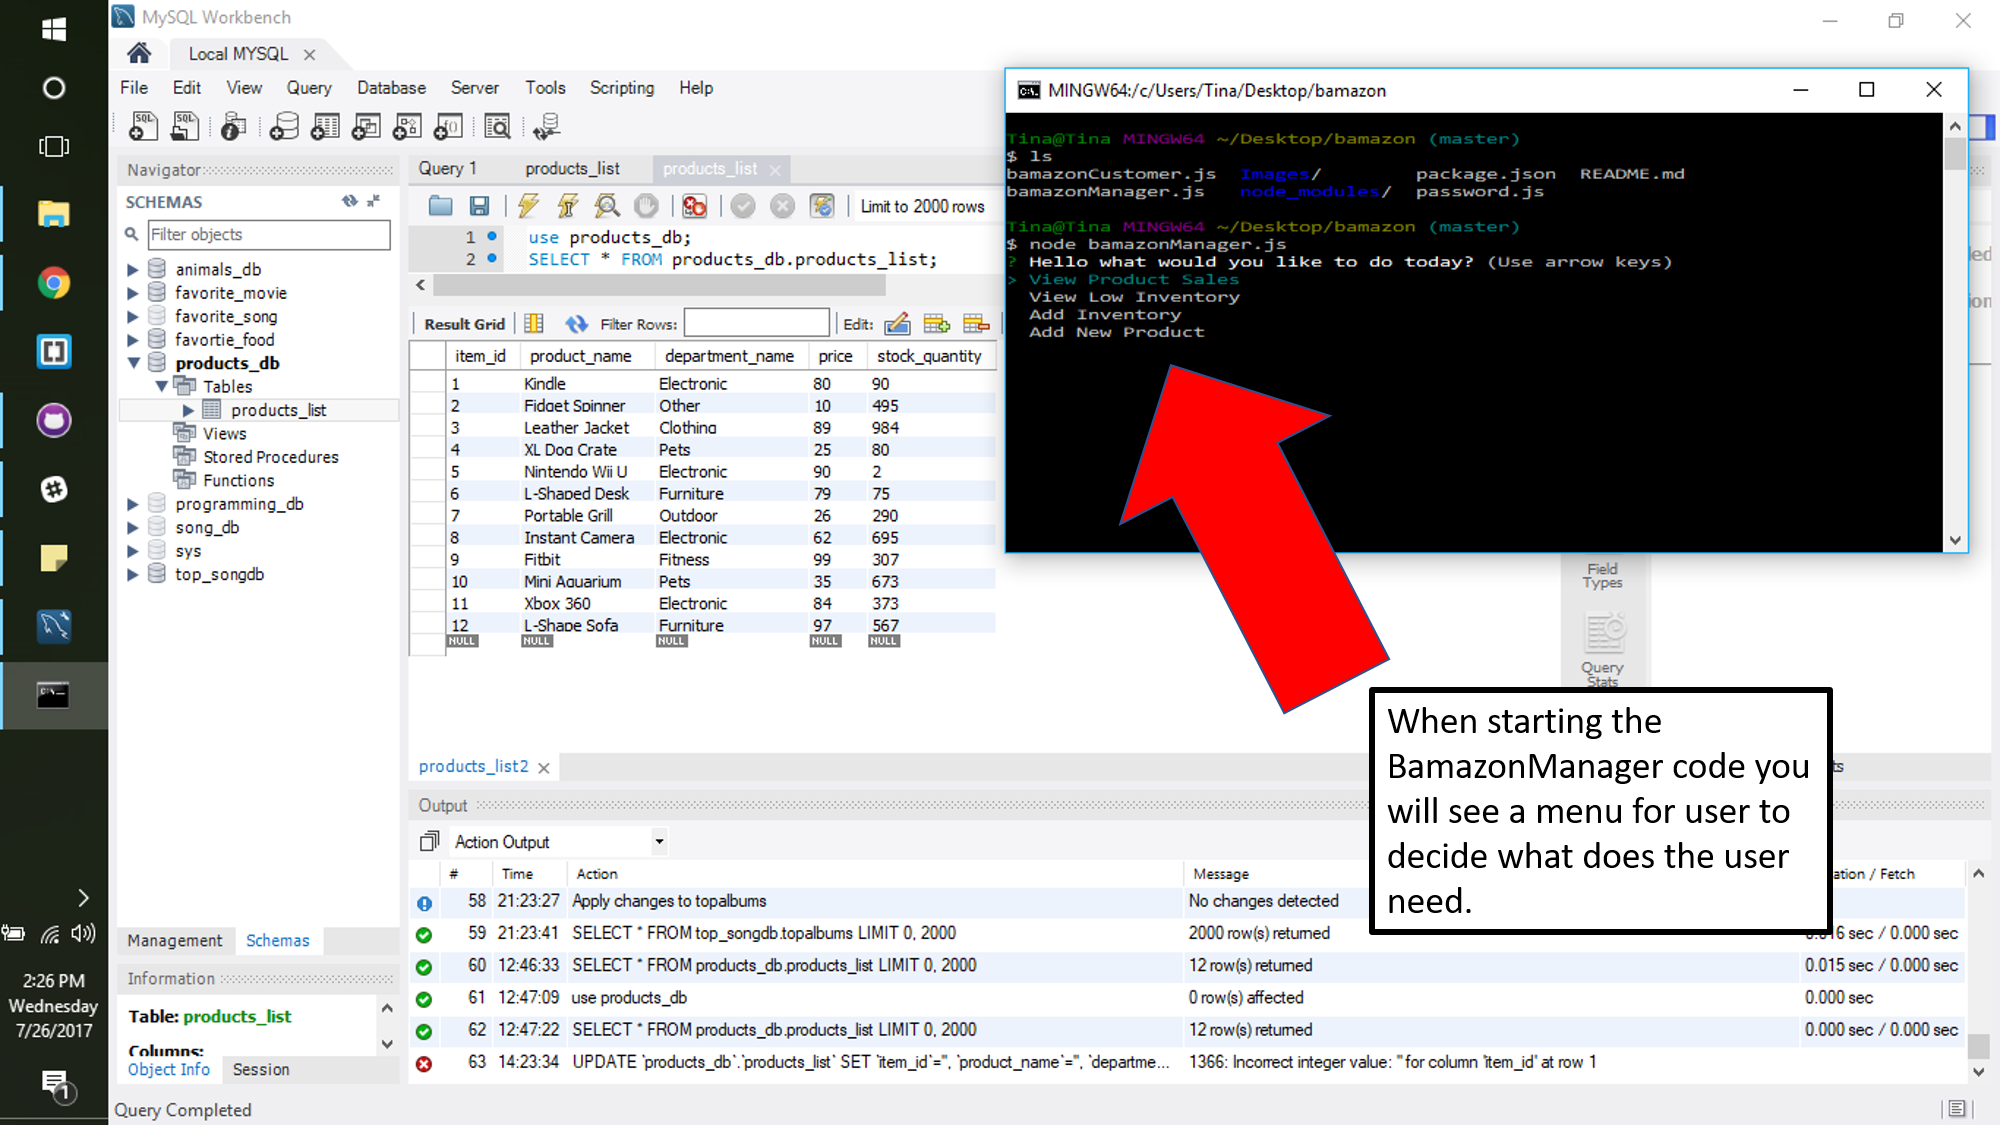 MySQL Workbench
Local MYSQL
File Edit View Query Database Server Tools Scripting Help
Navigator
SCHEMAS
Filter objects
animals_db
favorite_movie
favorite_song
favortie_food
products_db
Tables
products_list
Views
Stored Procedures
Functions
programming_db
song_db
sys
top_songdb
Management Schemas
Information
Table: products_list
Columns:
Object Info Session
Query Completed
Query 1 products_list products_list
Limit to 2000 rows
1 use products_db;
2 SELECT * FROM products_db.products_list;
Result Grid Filter Rows: Edit:
item_id product_name department_name price stock_quantity
1 Kindle Electronic 80 90
2 Fidget Spinner Other 10 495
3 Leather Jacket Clothing 89 984
4 XL Dog Crate Pets 25 80
5 Nintendo Wii U Electronic 90 2
6 L-Shaped Desk Furniture 79 75
7 Portable Grill Outdoor 26 290
8 Instant Camera Electronic 62 695
9 Fitbit Fitness 99 307
10 Mini Aquarium Pets 35 673
11 Xbox 360 Electronic 84 373
12 L-Shape Sofa Furniture 97 567
NULL NULL NULL NULL NULL
MINGW64:/c/Users/Tina/Desktop/bamazon
Tina@Tina MINGW64 ~/Desktop/bamazon (master)
$ ls
bamazonCustomer.js Images/ package.json README.md
bamazonManager.js node_modules/ password.js
Tina@Tina MINGW64 ~/Desktop/bamazon (master)
$ node bamazonManager.js
? Hello what would you like to do today? (Use arrow keys)
> View Product Sales
View Low Inventory
Add Inventory
Add New Product
Field
Types
Query
Stats
When starting the
BamazonManager code you
will see a menu for user to
decide what does the user
need.
products_list2
Output
Action Output
# Time Action Message / Fetch
58 21:23:27 Apply changes to topalbums No changes detected
59 21:23:41 SELECT * FROM top_songdb.topalbums LIMIT 0, 2000 2000 row(s) returned 0.016 sec / 0.000 sec
60 12:46:33 SELECT * FROM products_db.products_list LIMIT 0, 2000 12 row(s) returned 0.015 sec / 0.000 sec
61 12:47:09 use products_db 0 row(s) affected 0.000 sec
62 12:47:22 SELECT * FROM products_db.products_list LIMIT 0, 2000 12 row(s) returned 0.000 sec / 0.000 sec
63 14:23:34 UPDATE `products_db`.`products_list` SET `item_id`='', `product_name`='', `departme... 1366: Incorrect integer value: '' for column 'item_id' at row 1
2:26 PM
Wednesday
7/26/2017
1